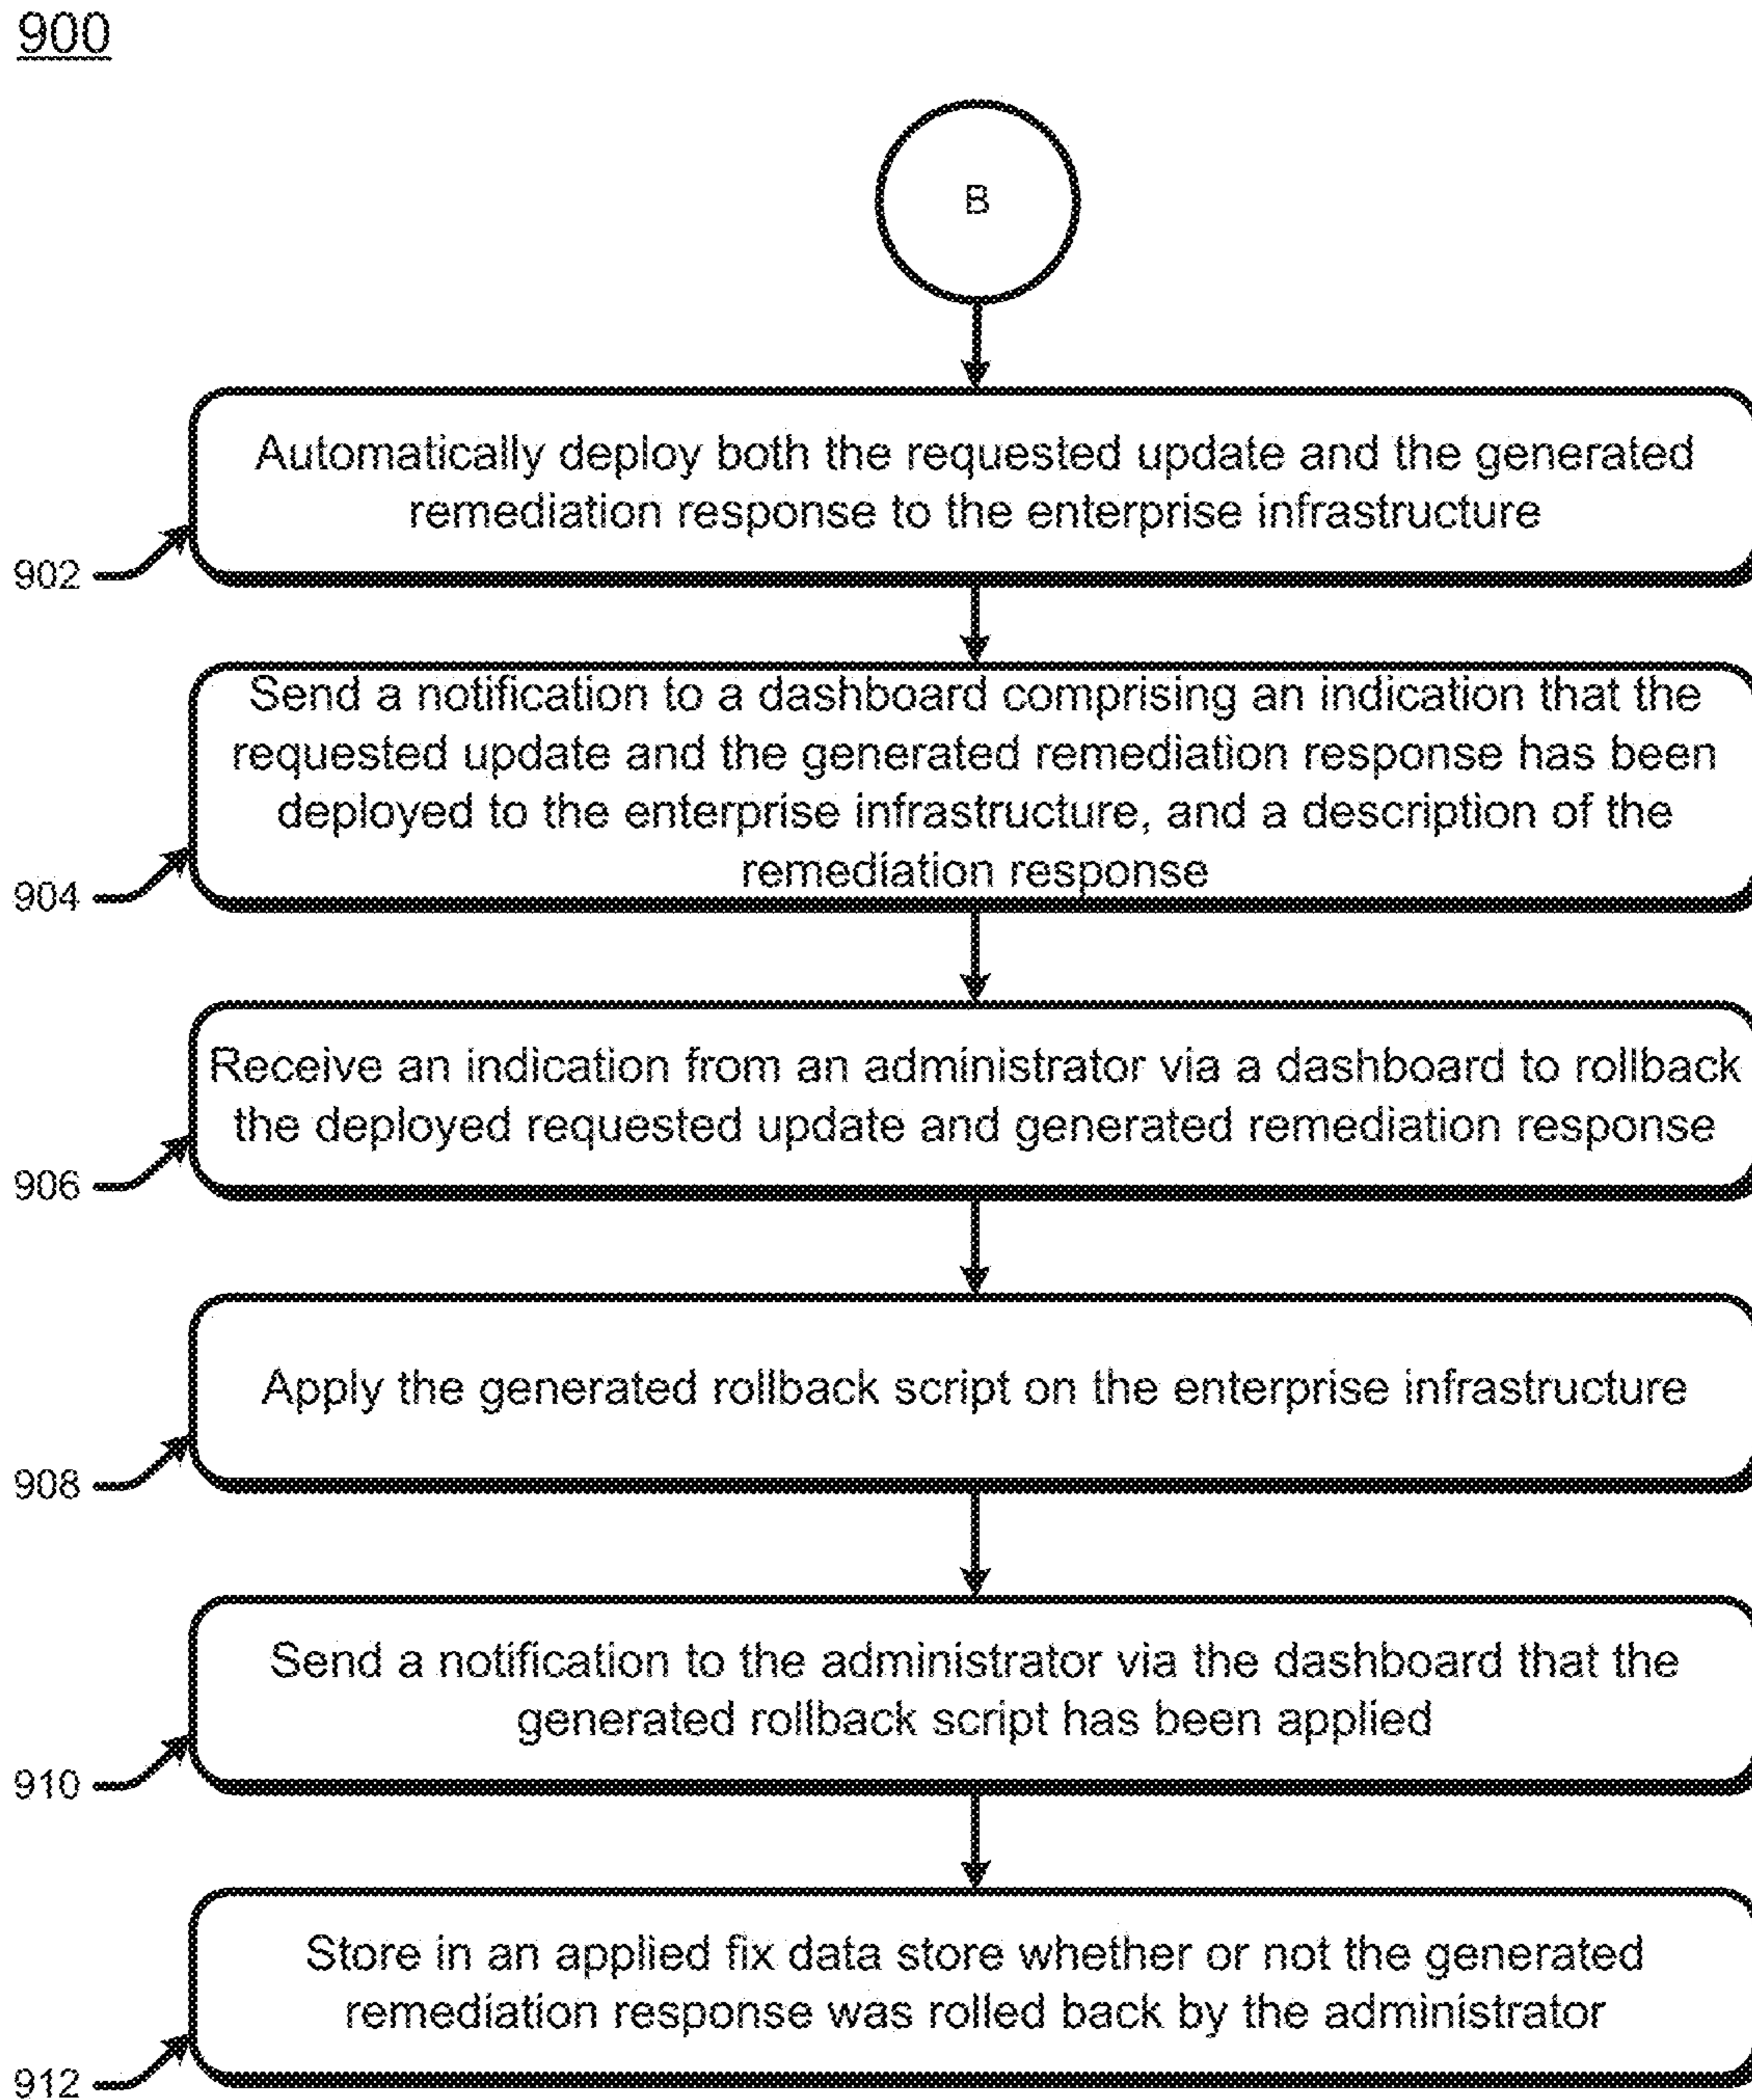 900
B
Automatically deploy both the requested update and the generated
remediation response to the enterprise infrastructure
902
Send a notification to a dashboard comprising an indication that the
requested update and the generated remediation response has been
deployed to the enterprise infrastructure, and a description of the
remediation response
904
Receive an indication from an administrator via a dashboard to rollback
the deployed requested update and generated remediation response
906
Apply the generated rollback script on the enterprise infrastructure
908
Send a notification to the administrator via the dashboard that the
generated rollback script has been applied
910
Store in an applied fix data store whether or not the generated
remediation response was rolled back by the administrator
912